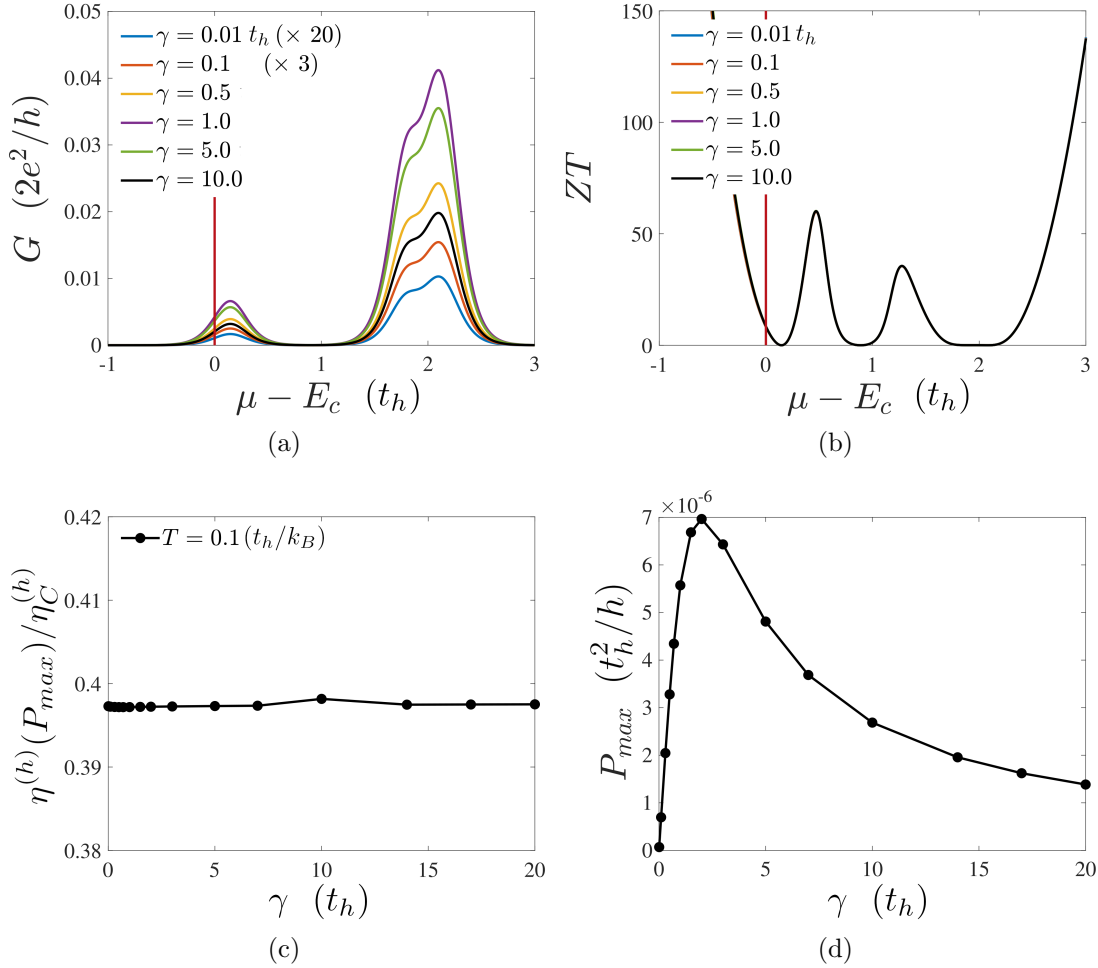 0.05
0.04
0.03
0.02
0.01
0
γ = 0.01 t_h (× 20)
γ = 0.1 (× 3)
γ = 0.5
γ = 1.0
γ = 5.0
γ = 10.0
G (2e²/h)
-1 0 1 2 3
μ − E_c (t_h)
(a)
150
100
50
0
γ = 0.01 t_h
γ = 0.1
γ = 0.5
γ = 1.0
γ = 5.0
γ = 10.0
ZT
-1 0 1 2 3
μ − E_c (t_h)
(b)
0.42
0.41
0.4
0.39
0.38
T = 0.1 (t_h/k_B)
η^(h)(P_max)/η_C^(h)
0 5 10 15 20
γ (t_h)
(c)
×10^-6
7
6
5
4
3
2
1
0
P_max (t_h²/h)
0 5 10 15 20
γ (t_h)
(d)